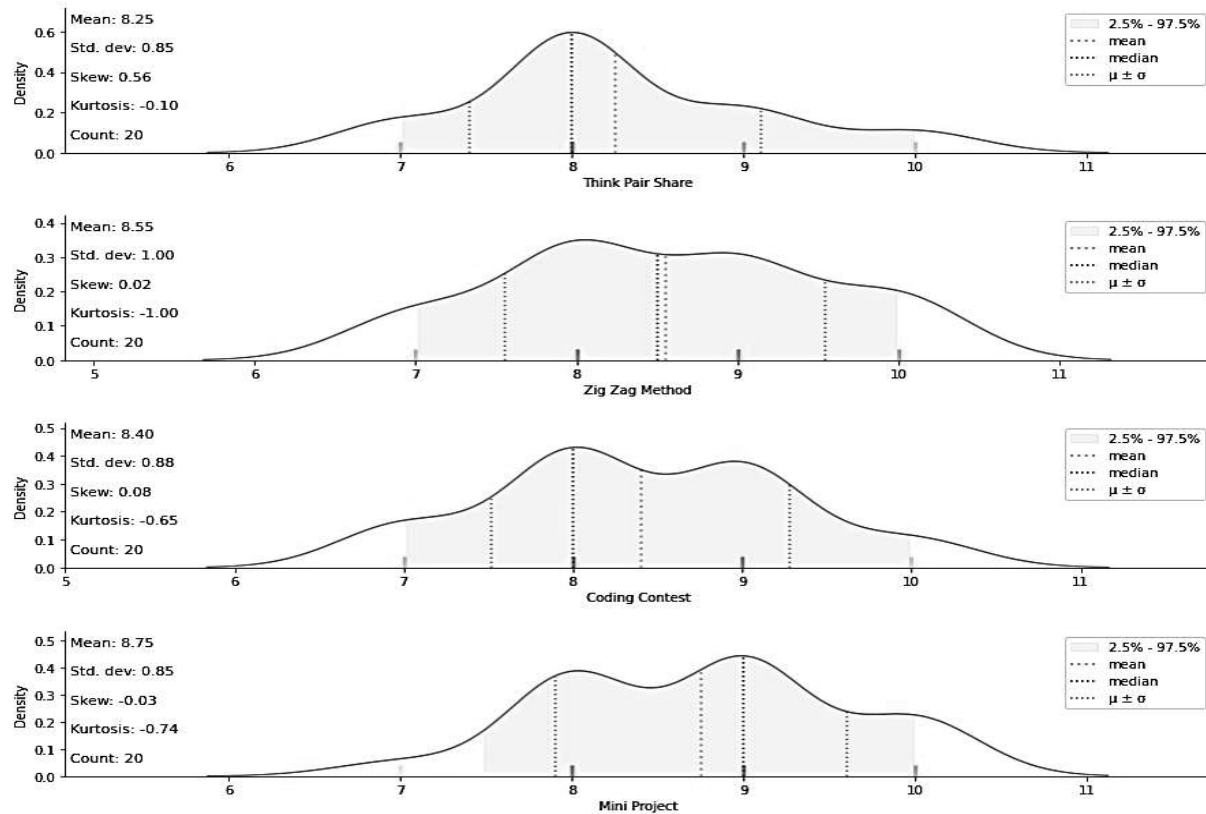 Mean: 8.25
Std. dev: 0.85
Skew: 0.56
Kurtosis: -0.10
Count: 20
Density
0.6
0.4
0.2
0.0
2.5% - 97.5%
mean
median
μ ± σ
6 7 8 9 10 11
Think Pair Share
Mean: 8.55
Std. dev: 1.00
Skew: 0.02
Kurtosis: -1.00
Count: 20
Density
0.4
0.3
0.2
0.1
0.0
2.5% - 97.5%
mean
median
μ ± σ
5 6 7 8 9 10 11
Zig Zag Method
Mean: 8.40
Std. dev: 0.88
Skew: 0.08
Kurtosis: -0.65
Count: 20
Density
0.5
0.4
0.3
0.2
0.1
0.0
2.5% - 97.5%
mean
median
μ ± σ
5 6 7 8 9 10 11
Coding Contest
Mean: 8.75
Std. dev: 0.85
Skew: -0.03
Kurtosis: -0.74
Count: 20
Density
0.5
0.4
0.3
0.2
0.1
0.0
2.5% - 97.5%
mean
median
μ ± σ
6 7 8 9 10 11
Mini Project